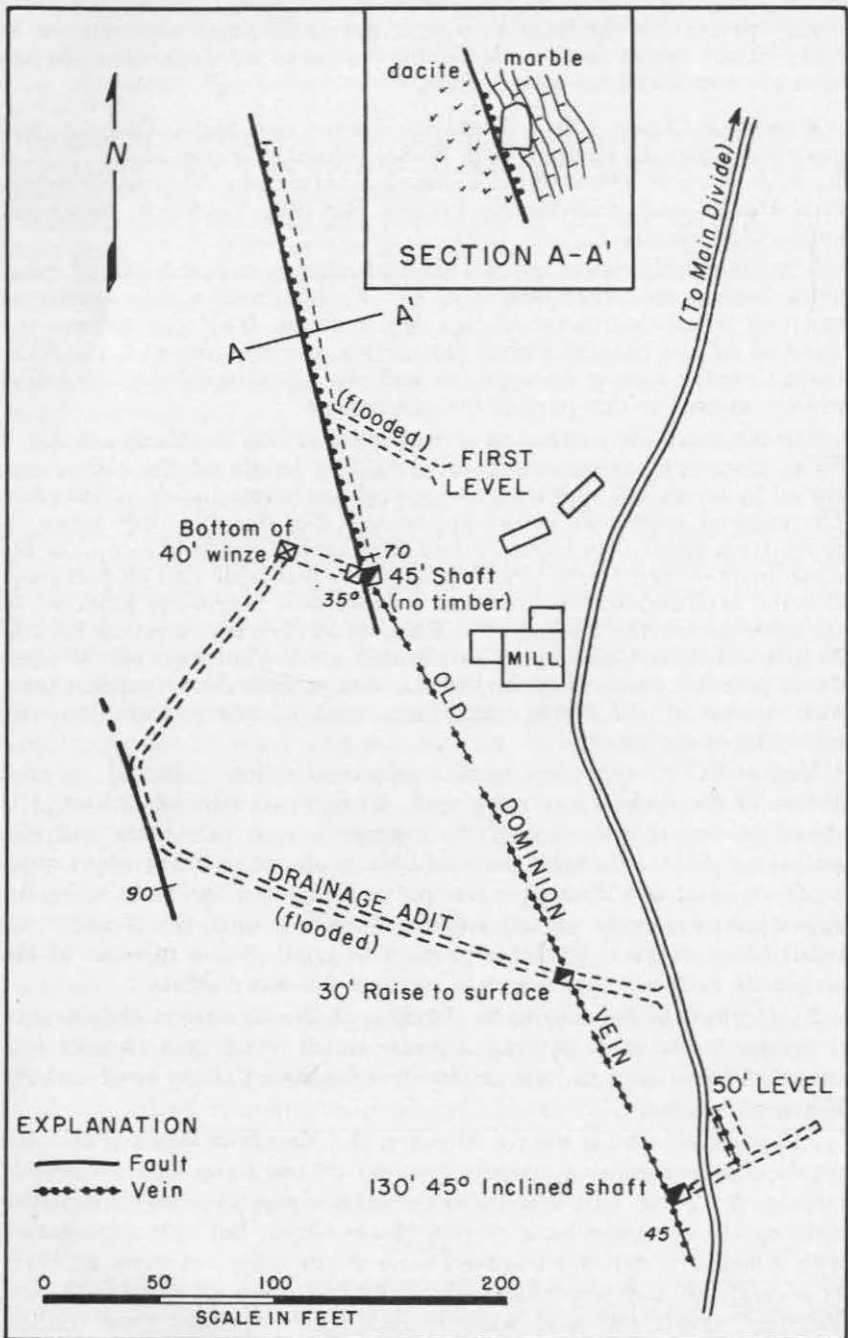 N
dacite
marble
SECTION A-A'
(To Main Divide)
A
A'
(flooded)
FIRST
LEVEL
Bottom of
40' winze
70
35°
45' Shaft
(no timber)
MILL
OLD
DOMINION
VEIN
90
DRAINAGE ADIT
(flooded)
30' Raise to surface
50' LEVEL
EXPLANATION
Fault
Vein
130' 45° Inclined shaft
45
0 50 100 200
SCALE IN FEET